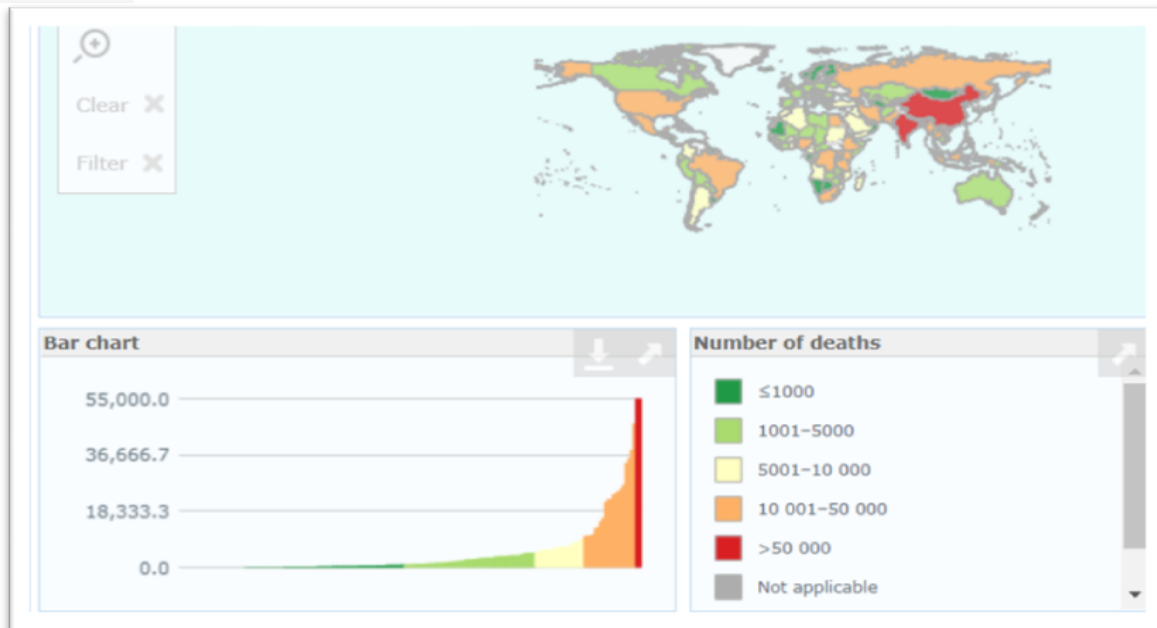 Clear
Filter
Bar chart
55,000.0
36,666.7
18,333.3
0.0
Number of deaths
≤1000
1001–5000
5001–10 000
10 001–50 000
>50 000
Not applicable